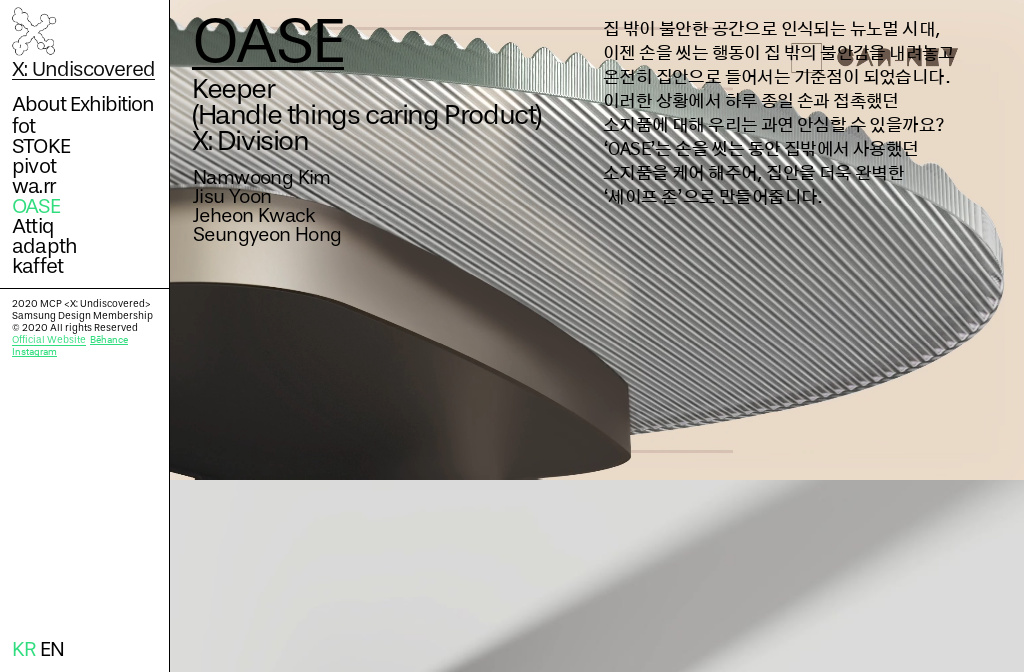 X: Undiscovered
About Exhibition
fot
STOKE
pivot
wa.rr
OASE
Attiq
adapth
kaffet
2020 MCP <X: Undiscovered>
Samsung Design Membership
© 2020 All rights Reserved
Official Website Bēhance
Instagram
KR EN
OASE
Keeper
(Handle things caring Product)
X: Division
Namwoong Kim
Jisu Yoon
Jeheon Kwack
Seungyeon Hong
집 밖이 불안한 공간으로 인식되는 뉴노멀 시대,
이젠 손을 씻는 행동이 집 밖의 불안감을 내려놓고
온전히 집안으로 들어서는 기준점이 되었습니다.
이러한 상황에서 하루 종일 손과 접촉했던
소지품에 대해 우리는 과연 안심할 수 있을까요?
‘OASE’는 손을 씻는 동안 집밖에서 사용했던
소지품을 케어 해주어, 집안을 더욱 완벽한
‘세이프 존’으로 만들어줍니다.